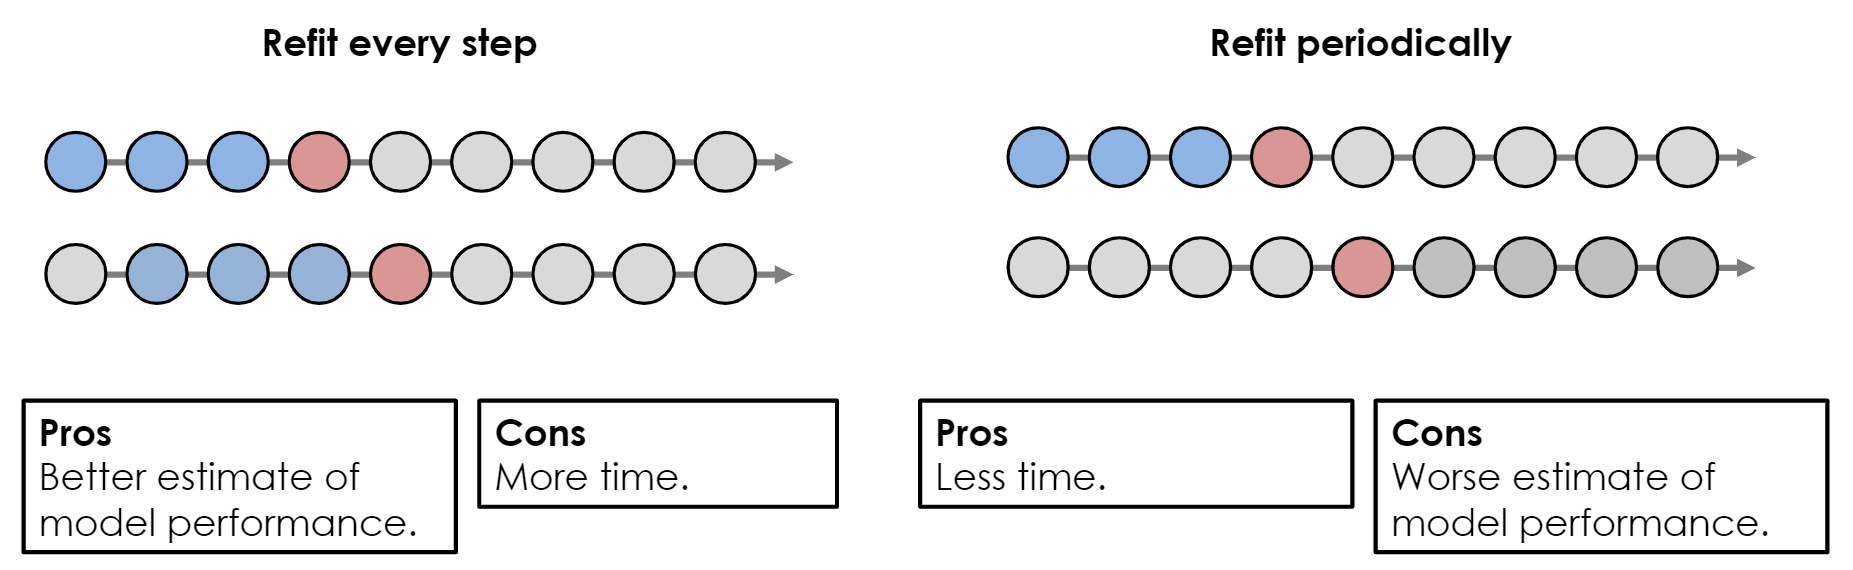 Refit every step
Refit periodically
Pros
Better estimate of
model performance.
Cons
More time.
Pros
Less time.
Cons
Worse estimate of
model performance.